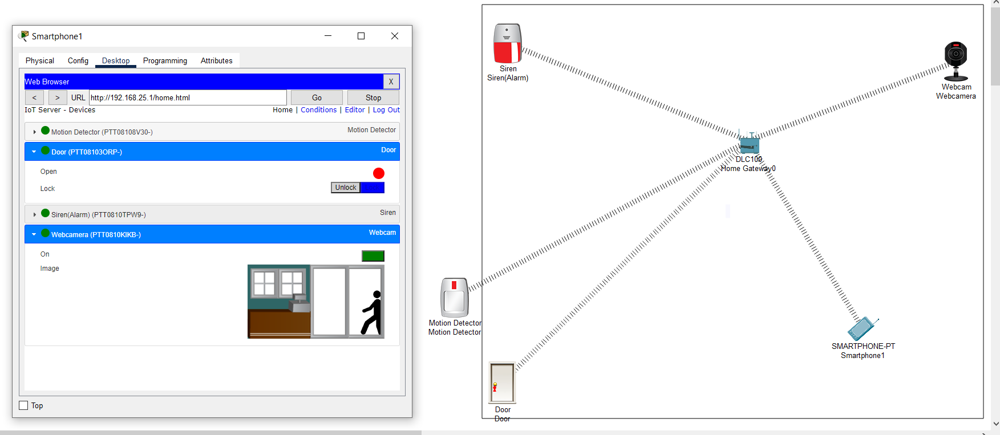 Smartphone1
Physical Config Desktop Programming Attributes
Web Browser X
< > URL http://192.168.25.1/home.html Go Stop
IoT Server - Devices Home | Conditions | Editor | Log Out
Motion Detector (PTT08108V30-) Motion Detector
Door (PTT08103ORP-) Door
Open
Lock Unlock
Siren(Alarm) (PTT0810TPW9-) Siren
Webcamera (PTT0810KIKB-) Webcam
On
Image
Top
Siren
Siren(Alarm)
Webcam
Webcamera
DLC100
Home Gateway0
Motion Detector
Motion Detector
SMARTPHONE-PT
Smartphone1
Door
Door